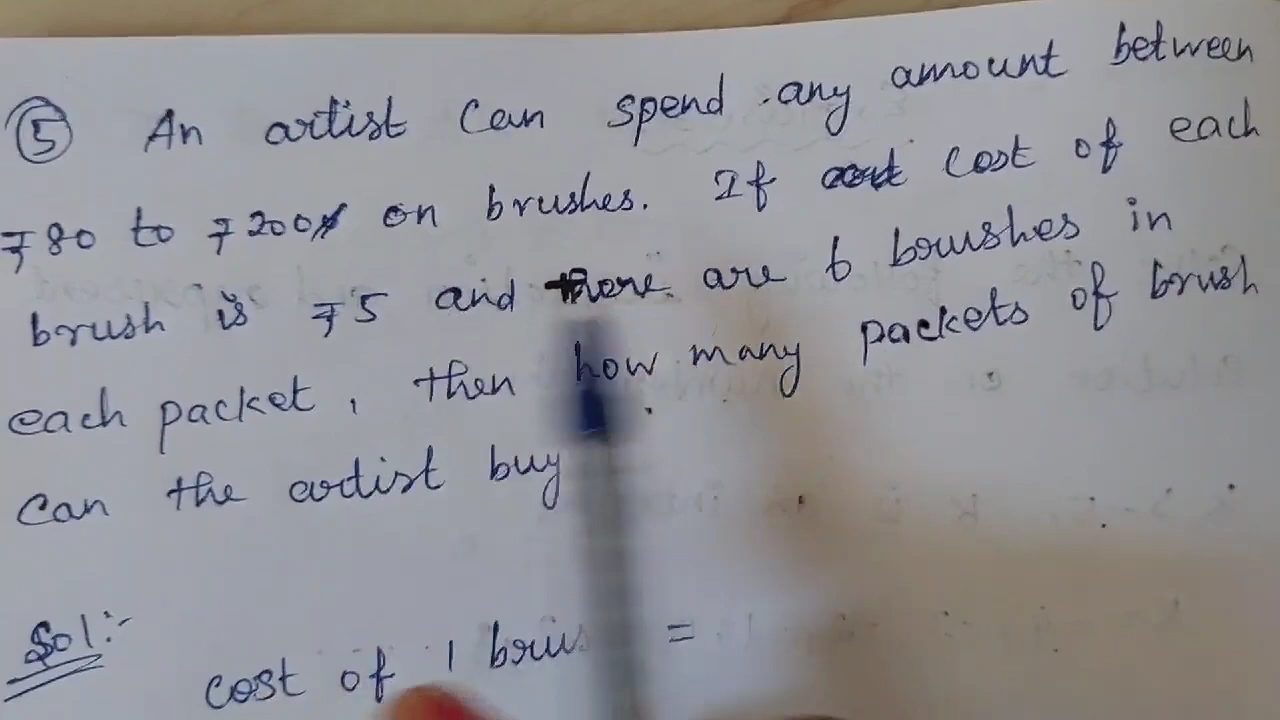 ⑤ An artist can spend any amount between
₹80 to ₹200 on brushes. If cost of each
brush is ₹5 and there are 6 brushes in
each packet, then how many packets of brush
can the artist buy
Sol:-
cost of 1 =